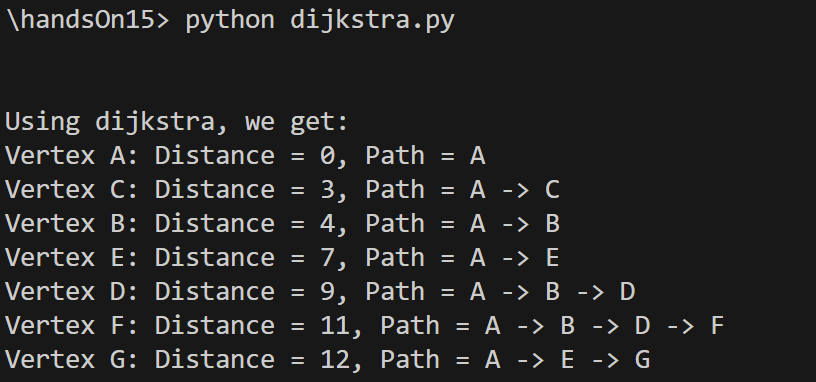 \handsOn15> python dijkstra.py
Using dijkstra, we get:
Vertex A: Distance = 0, Path = A
Vertex C: Distance = 3, Path = A -> C
Vertex B: Distance = 4, Path = A -> B
Vertex E: Distance = 7, Path = A -> E
Vertex D: Distance = 9, Path = A -> B -> D
Vertex F: Distance = 11, Path = A -> B -> D -> F
Vertex G: Distance = 12, Path = A -> E -> G